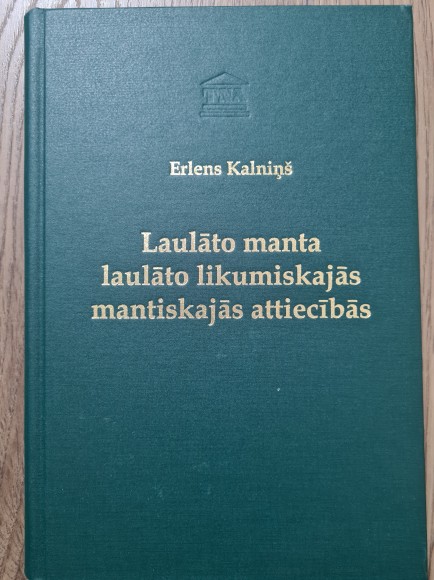 Erlens Kalniņš
Laulāto manta
laulāto likumiskajās
mantiskajās attiecībās